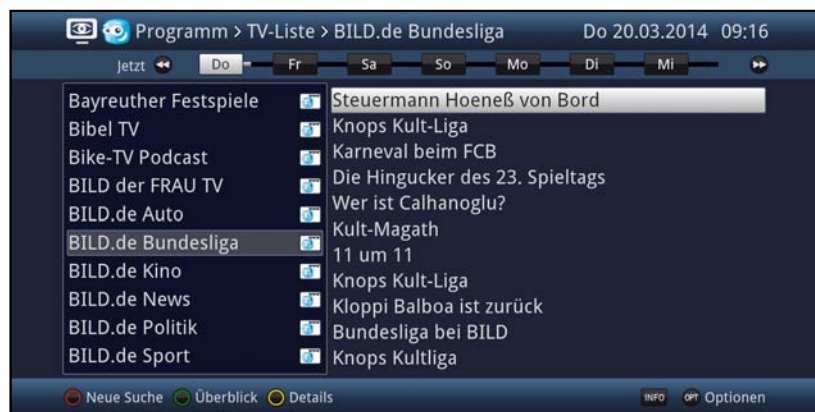 Programm > TV-Liste > BILD.de Bundesliga Do 20.03.2014 09:16
Jetzt Do Fr Sa So Mo Di Mi
Bayreuther Festspiele
Bibel TV
Bike-TV Podcast
BILD der FRAU TV
BILD.de Auto
BILD.de Bundesliga
BILD.de Kino
BILD.de News
BILD.de Politik
BILD.de Sport
Steuermann Hoeneß von Bord
Knops Kult-Liga
Karneval beim FCB
Die Hingucker des 23. Spieltags
Wer ist Calhanoglu?
Kult-Magath
11 um 11
Knops Kult-Liga
Kloppi Balboa ist zurück
Bundesliga bei BILD
Knops Kultliga
Neue Suche Überblick Details INFO OPT Optionen